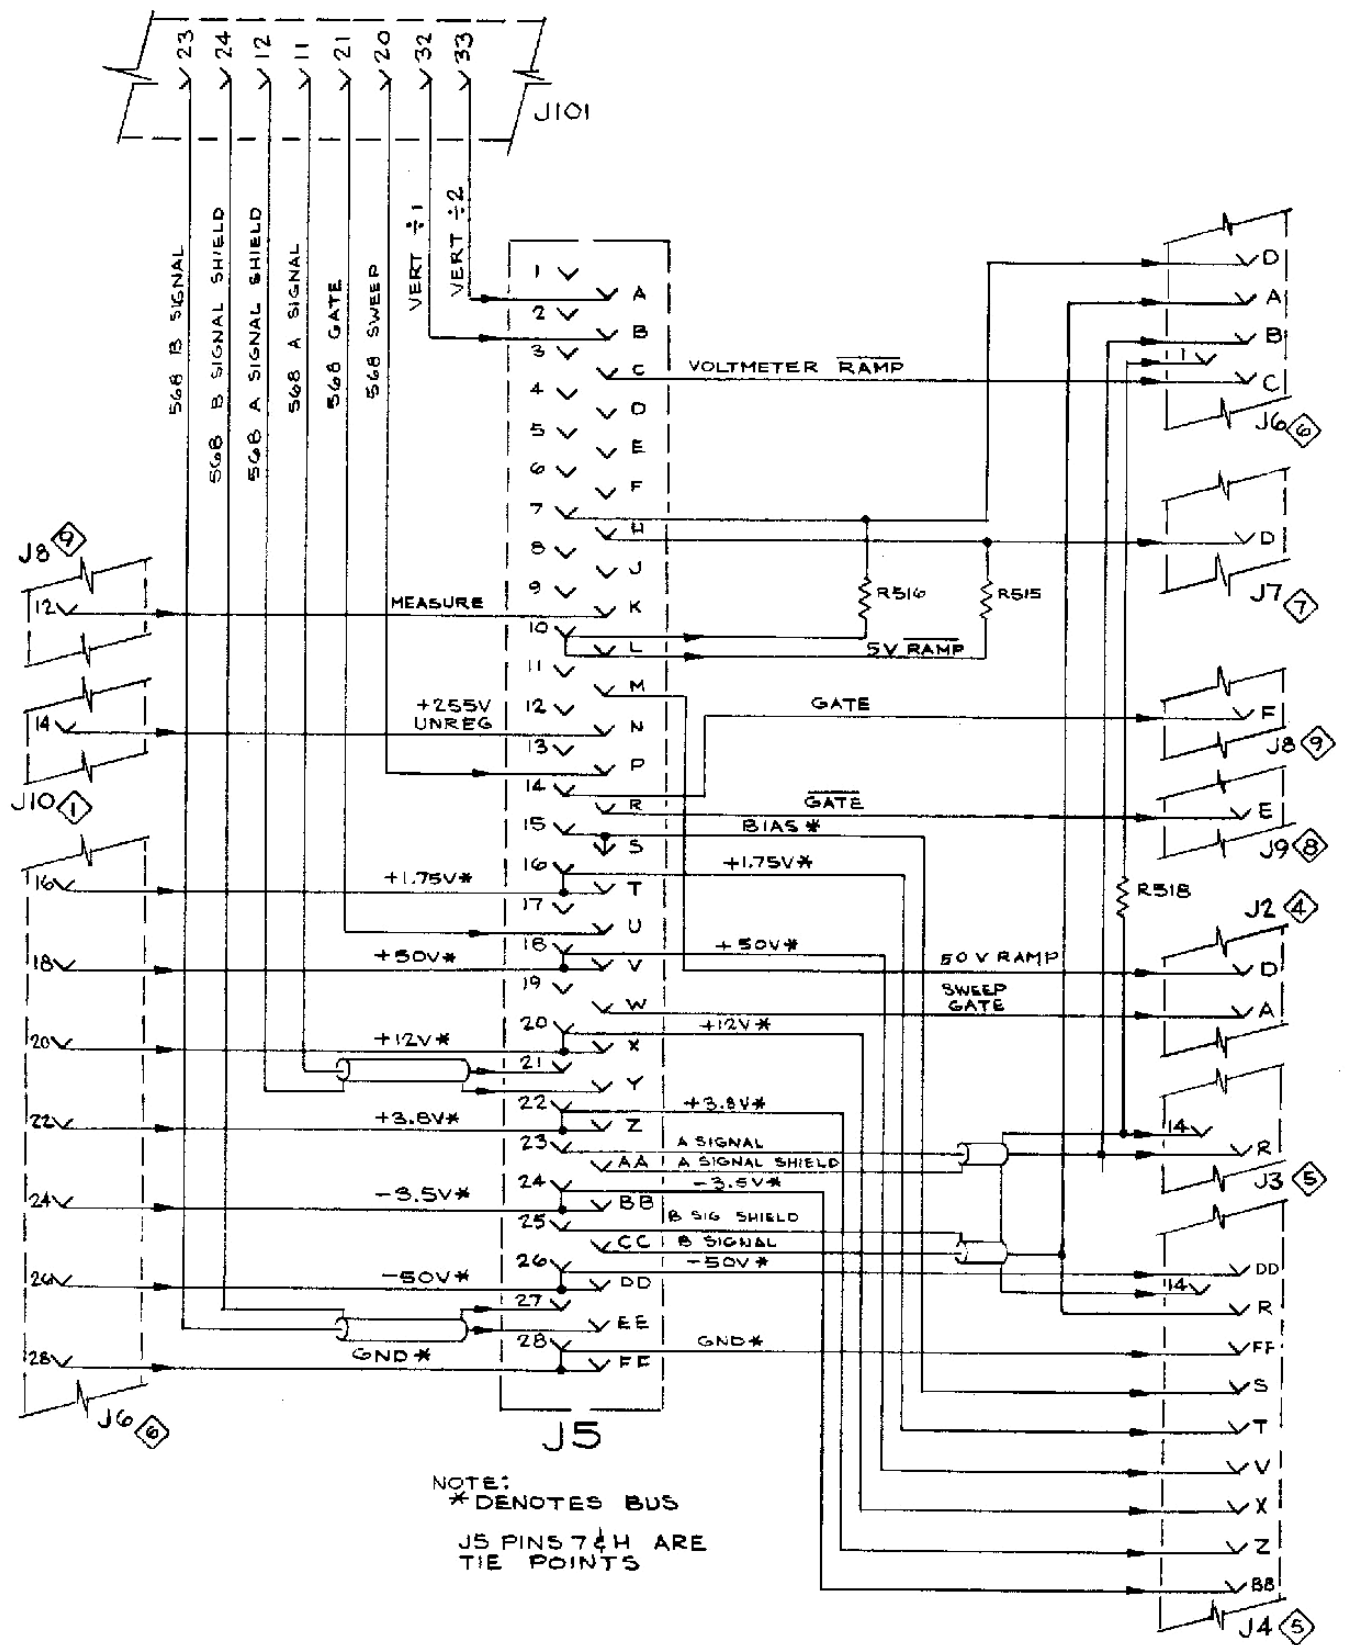 23 24 12 11 21 20 32 33
J101
568 B SIGNAL
568 B SIGNAL SHIELD
568 A SIGNAL SHIELD
568 A SIGNAL
568 GATE
568 SWEEP
VERT ÷1
VERT ÷2
J8 9
12
MEASURE
14
+255V
UNREG
J10 1
16
+1.75V*
18
+50V*
20
+12V*
22
+3.8V*
24
-3.5V*
26
-50V*
28
GND*
J6 6
1
A
2
B
3
C
4
D
5
E
6
F
7
H
8
J
9
K
10
L
11
M
12
N
13
P
14
R
15
S
16
T
17
U
18
V
19
W
20
X
21
Y
22
Z
23
AA
24
BB
25
CC
26
DD
27
EE
28
FF
J5
VOLTMETER RAMP
R516
R515
5V RAMP
GATE
GATE
BIAS*
+1.75V*
+50V*
50V RAMP
SWEEP
GATE
+12V*
+3.8V*
A SIGNAL
A SIGNAL SHIELD
-3.5V*
B SIG SHIELD
B SIGNAL
-50V*
GND*
R518
D
A
B
1
C
J6 6
D
J7 7
F
J8 9
E
J9 8
J2 4
D
A
14
R
J3 5
DD
14
R
FF
S
T
V
X
Z
BB
J4 5
NOTE:
*DENOTES BUS
J5 PINS 7 & H ARE
TIE POINTS